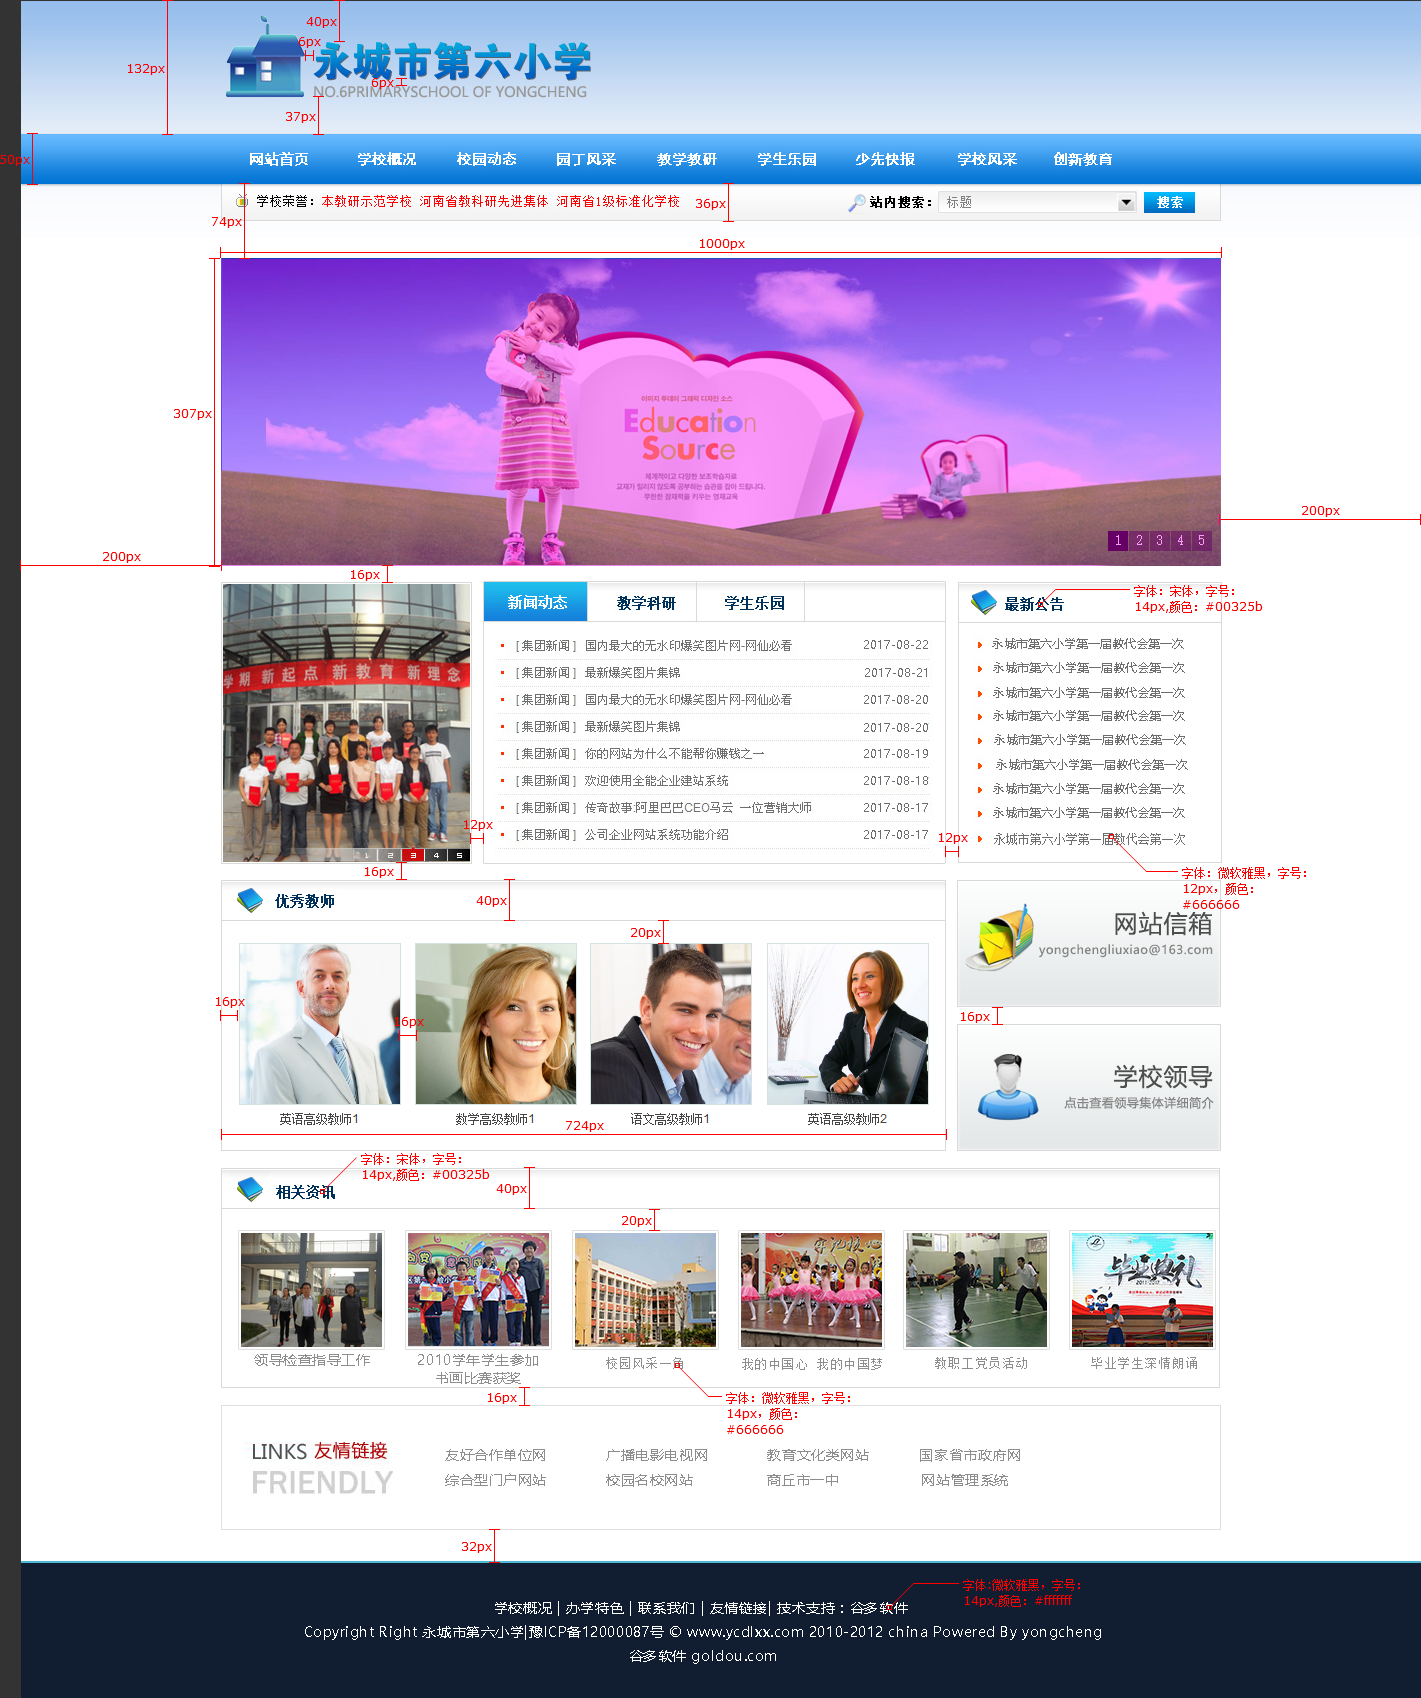 40px
6px
132px
永城市第六小学
6px
NO.6PRIMARYSCHOOL OF YONGCHENG
37px
50px
网站首页 学校概况 校园动态 园丁风采 教学教研 学生乐园 少先快报 学校风采 创新教育
学校荣誉：本教研示范学校 河南省教科研先进集体 河南省1级标准化学校
36px
站内搜索： 标题 搜索
74px
1000px
307px
이미지 투데이 그래픽 디자인 소스
Education
Source
1 2 3 4 5
200px
200px
16px
学期 新起点 新教育 新理念
1 2 3 4 5
新闻动态 教学科研 学生乐园
[集团新闻] 国内最大的无水印爆笑图片网-网仙必看 2017-08-22
[集团新闻] 最新爆笑图片集锦 2017-08-21
[集团新闻] 国内最大的无水印爆笑图片网-网仙必看 2017-08-20
[集团新闻] 最新爆笑图片集锦 2017-08-20
[集团新闻] 你的网站为什么不能帮你赚钱之一 2017-08-19
[集团新闻] 欢迎使用全能企业建站系统 2017-08-18
[集团新闻] 传奇故事:阿里巴巴CEO马云 一位营销大师 2017-08-17
[集团新闻] 公司企业网站系统功能介绍 2017-08-17
最新公告
字体：宋体，字号：
14px,颜色：#00325b
永城市第六小学第一届教代会第一次
永城市第六小学第一届教代会第一次
永城市第六小学第一届教代会第一次
永城市第六小学第一届教代会第一次
永城市第六小学第一届教代会第一次
永城市第六小学第一届教代会第一次
永城市第六小学第一届教代会第一次
永城市第六小学第一届教代会第一次
永城市第六小学第一届教代会第一次
12px
12px
16px
字体：微软雅黑，字号：
12px，颜色：
#666666
优秀教师
40px
20px
16px
16px
英语高级教师1 数学高级教师1 语文高级教师1 英语高级教师2
724px
网站信箱
yongchengliuxiao@163.com
16px
学校领导
点击查看领导集体详细简介
字体：宋体，字号：
14px,颜色：#00325b
相关资讯
40px
20px
毕业典礼
领导检查指导工作
2010学年学生参加
书画比赛获奖
校园风采一角
我的中国心 我的中国梦
教职工党员活动
毕业学生深情朗诵
16px
字体：微软雅黑，字号：
14px，颜色：
#666666
LINKS 友情链接
FRIENDLY
友好合作单位网 广播电影电视网 教育文化类网站 国家省市政府网
综合型门户网站 校园名校网站 商丘市一中 网站管理系统
32px
字体:微软雅黑，字号：
14px,颜色：#ffffff
学校概况 | 办学特色 | 联系我们 | 友情链接| 技术支持：谷多软件
Copyright Right 永城市第六小学|豫ICP备12000087号 © www.ycdlxx.com 2010-2012 china Powered By yongcheng
谷多软件 goldou.com